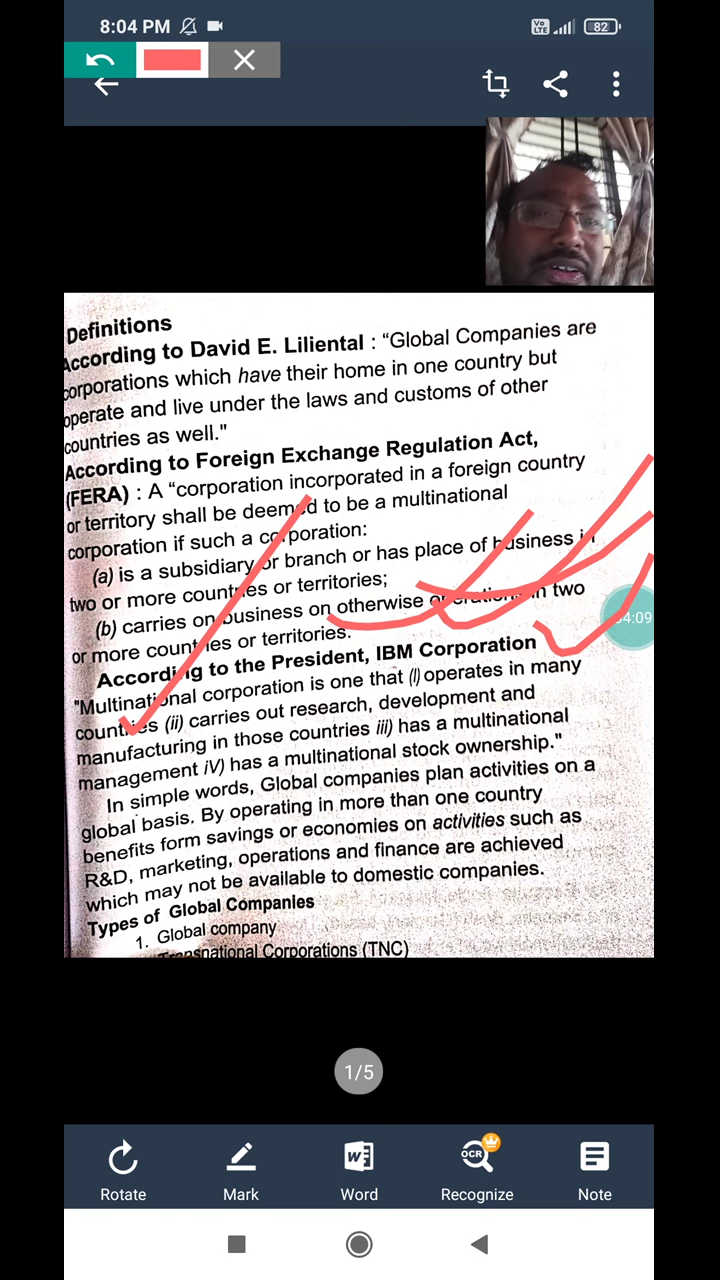 8:04 PM
Vo LTE
82
Definitions
According to David E. Liliental : "Global Companies are
corporations which have their home in one country but
operate and live under the laws and customs of other
countries as well."
According to Foreign Exchange Regulation Act,
(FERA) : A "corporation incorporated in a foreign country
or territory shall be deemed to be a multinational
corporation if such a corporation:
(a) is a subsidiary or branch or has place of business in
two or more countries or territories;
(b) carries on business on otherwise operations in two
or more countries or territories.
04:09
According to the President, IBM Corporation
"Multinational corporation is one that (i) operates in many
countries (ii) carries out research, development and
manufacturing in those countries iii) has a multinational
management iV) has a multinational stock ownership."
In simple words, Global companies plan activities on a
global basis. By operating in more than one country
benefits form savings or economies on activities such as
R&D, marketing, operations and finance are achieved
which may not be available to domestic companies.
Types of Global Companies
1. Global company
Transnational Corporations (TNC)
1/5
W
OCR
Rotate Mark Word Recognize Note